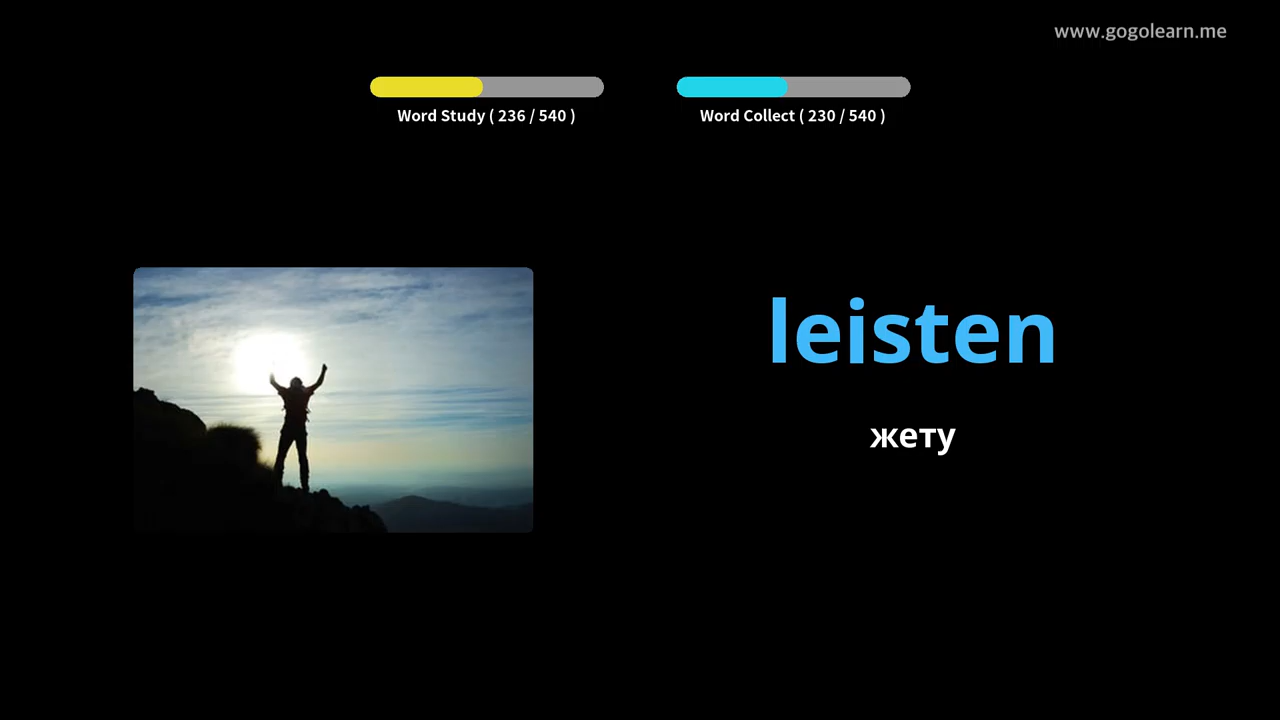 www.gogolearn.me
Word Study ( 236 / 540 )
Word Collect ( 230 / 540 )
leisten
жету